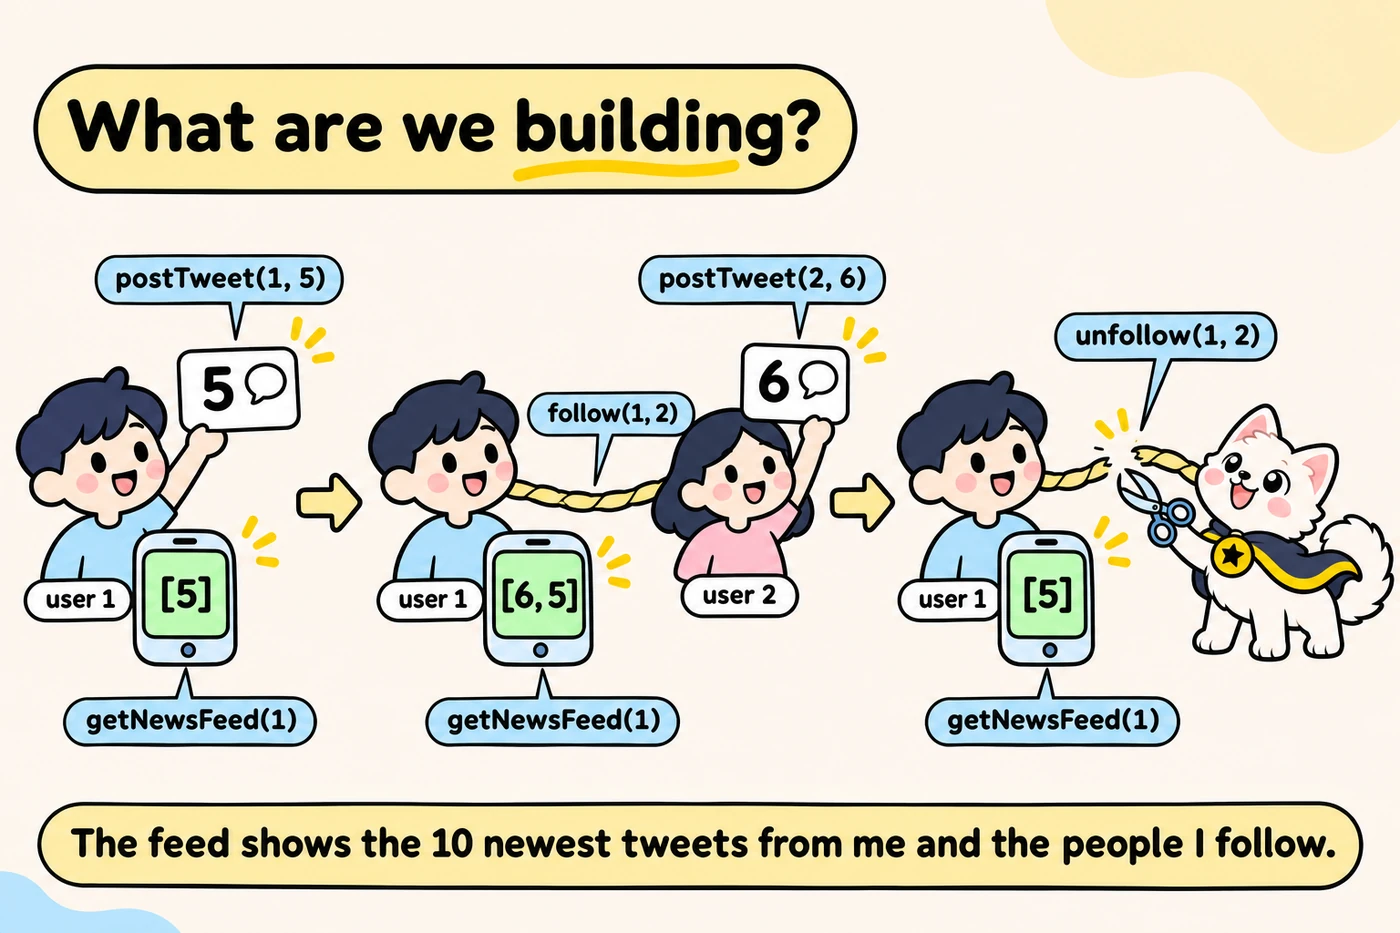 What are we building?
postTweet(1, 5)
5
user 1
[5]
getNewsFeed(1)
follow(1, 2)
postTweet(2, 6)
6
user 1
[6, 5]
user 2
getNewsFeed(1)
unfollow(1, 2)
user 1
[5]
getNewsFeed(1)
The feed shows the 10 newest tweets from me and the people I follow.